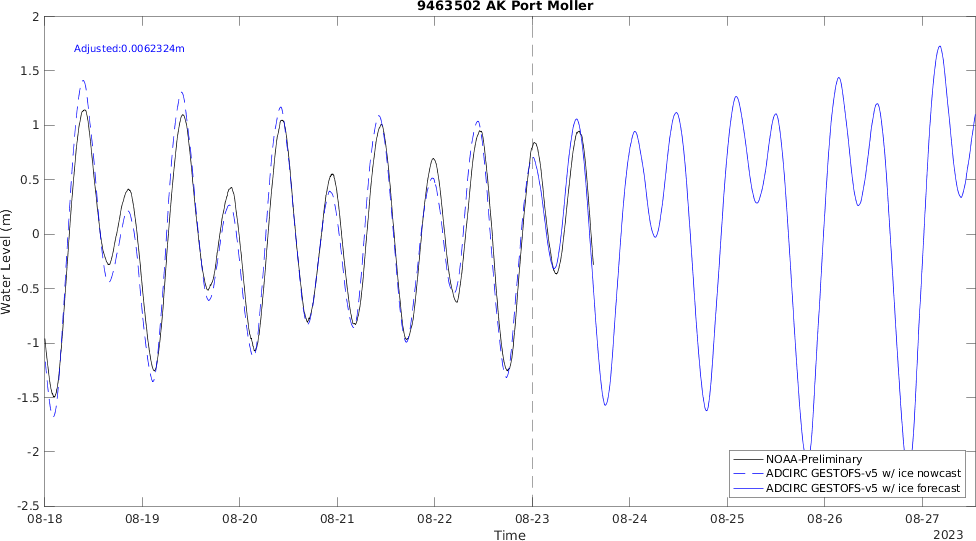 9463502 AK Port Moller
Adjusted:0.0062324m
2
1.5
1
0.5
0
-0.5
-1
-1.5
-2
-2.5
Water Level (m)
NOAA-Preliminary
ADCIRC GESTOFS-v5 w/ ice nowcast
ADCIRC GESTOFS-v5 w/ ice forecast
08-18 08-19 08-20 08-21 08-22 08-23 08-24 08-25 08-26 08-27
Time
2023